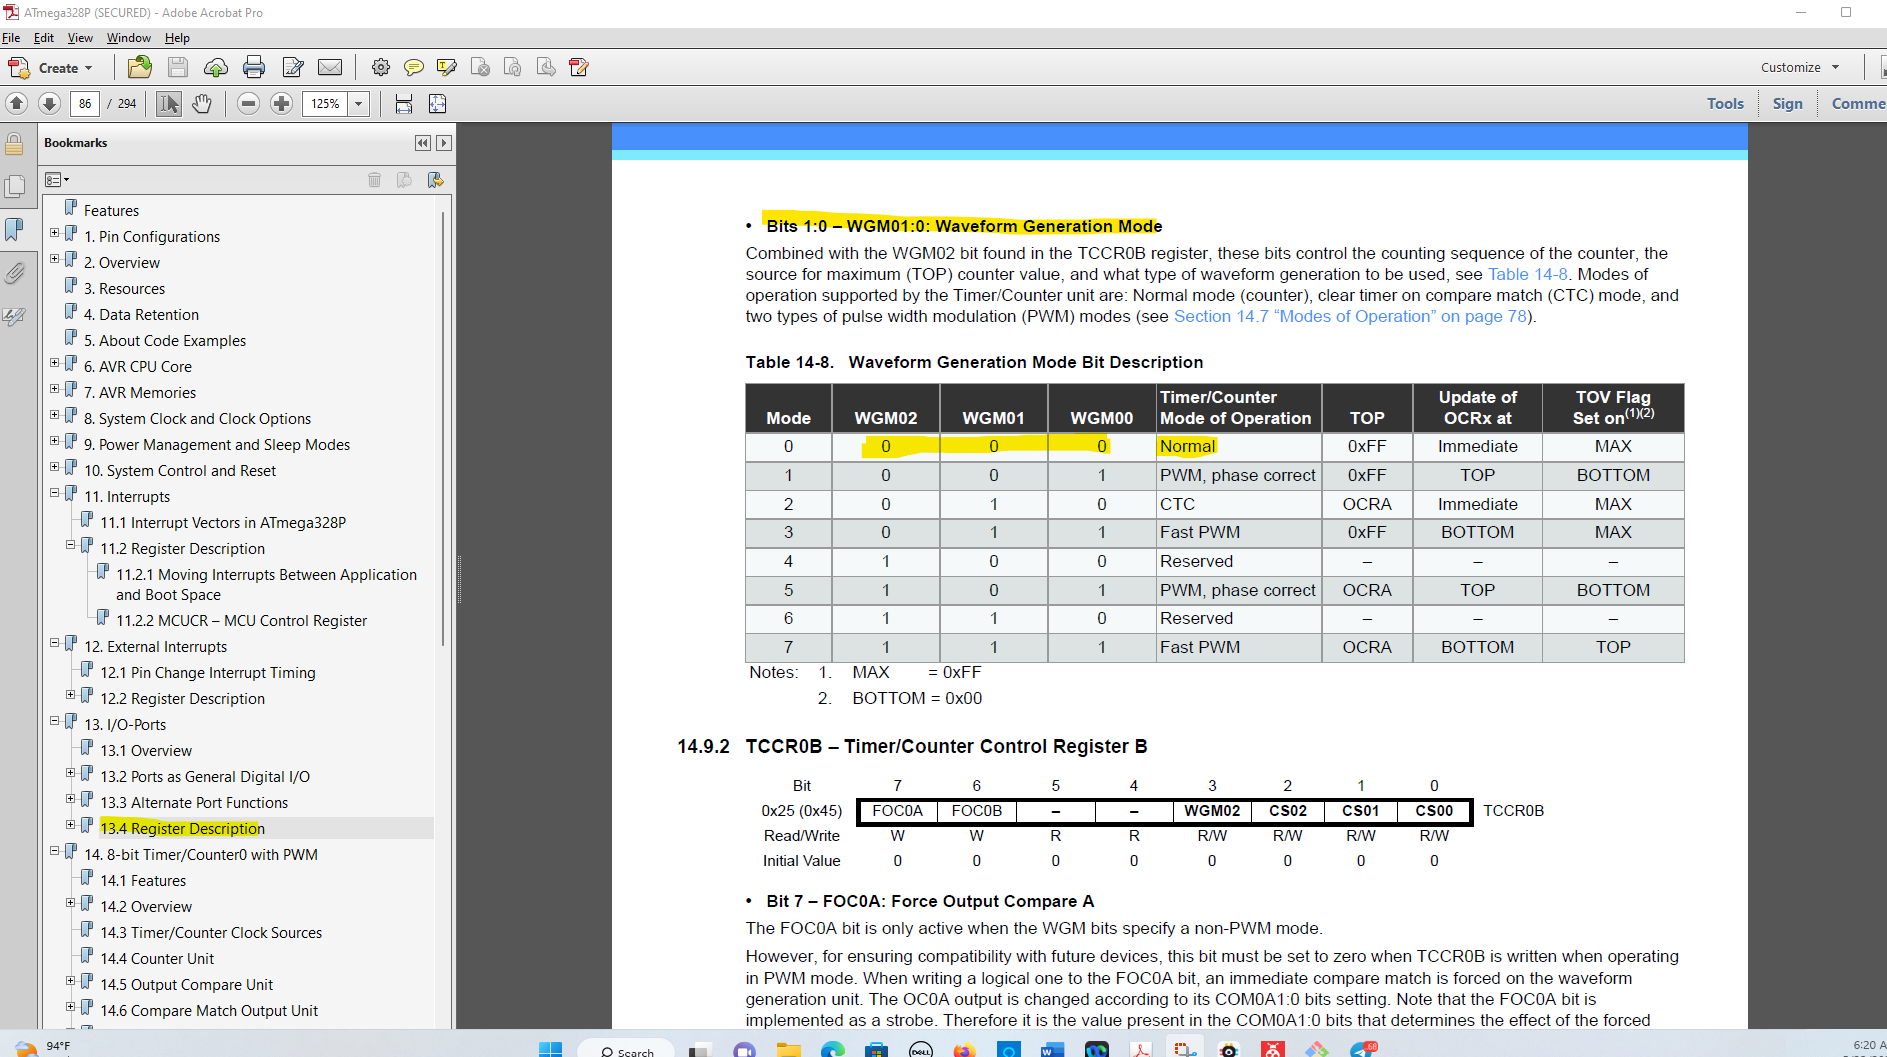 ATmega328P (SECURED) - Adobe Acrobat Pro
File Edit View Window Help
Create Customize
86 / 294 125% Tools Sign Comme
Bookmarks
Features
1. Pin Configurations
2. Overview
3. Resources
4. Data Retention
5. About Code Examples
6. AVR CPU Core
7. AVR Memories
8. System Clock and Clock Options
9. Power Management and Sleep Modes
10. System Control and Reset
11. Interrupts
11.1 Interrupt Vectors in ATmega328P
11.2 Register Description
11.2.1 Moving Interrupts Between Application
and Boot Space
11.2.2 MCUCR – MCU Control Register
12. External Interrupts
12.1 Pin Change Interrupt Timing
12.2 Register Description
13. I/O-Ports
13.1 Overview
13.2 Ports as General Digital I/O
13.3 Alternate Port Functions
13.4 Register Description
14. 8-bit Timer/Counter0 with PWM
14.1 Features
14.2 Overview
14.3 Timer/Counter Clock Sources
14.4 Counter Unit
14.5 Output Compare Unit
14.6 Compare Match Output Unit
• Bits 1:0 – WGM01:0: Waveform Generation Mode
Combined with the WGM02 bit found in the TCCR0B register, these bits control the counting sequence of the counter, the
source for maximum (TOP) counter value, and what type of waveform generation to be used, see Table 14-8. Modes of
operation supported by the Timer/Counter unit are: Normal mode (counter), clear timer on compare match (CTC) mode, and
two types of pulse width modulation (PWM) modes (see Section 14.7 “Modes of Operation” on page 78).
Table 14-8. Waveform Generation Mode Bit Description
Mode WGM02 WGM01 WGM00 Timer/Counter Mode of Operation TOP Update of OCRx at TOV Flag Set on(1)(2)
0 0 0 0 Normal 0xFF Immediate MAX
1 0 0 1 PWM, phase correct 0xFF TOP BOTTOM
2 0 1 0 CTC OCRA Immediate MAX
3 0 1 1 Fast PWM 0xFF BOTTOM MAX
4 1 0 0 Reserved – – –
5 1 0 1 PWM, phase correct OCRA TOP BOTTOM
6 1 1 0 Reserved – – –
7 1 1 1 Fast PWM OCRA BOTTOM TOP
Notes: 1. MAX = 0xFF
2. BOTTOM = 0x00
14.9.2 TCCR0B – Timer/Counter Control Register B
Bit 7 6 5 4 3 2 1 0
0x25 (0x45) FOC0A FOC0B – – WGM02 CS02 CS01 CS00 TCCR0B
Read/Write W W R R R/W R/W R/W R/W
Initial Value 0 0 0 0 0 0 0 0
• Bit 7 – FOC0A: Force Output Compare A
The FOC0A bit is only active when the WGM bits specify a non-PWM mode.
However, for ensuring compatibility with future devices, this bit must be set to zero when TCCR0B is written when operating
in PWM mode. When writing a logical one to the FOC0A bit, an immediate compare match is forced on the waveform
generation unit. The OC0A output is changed according to its COM0A1:0 bits setting. Note that the FOC0A bit is
implemented as a strobe. Therefore it is the value present in the COM0A1:0 bits that determines the effect of the forced
94°F Search DELL 6:20 A